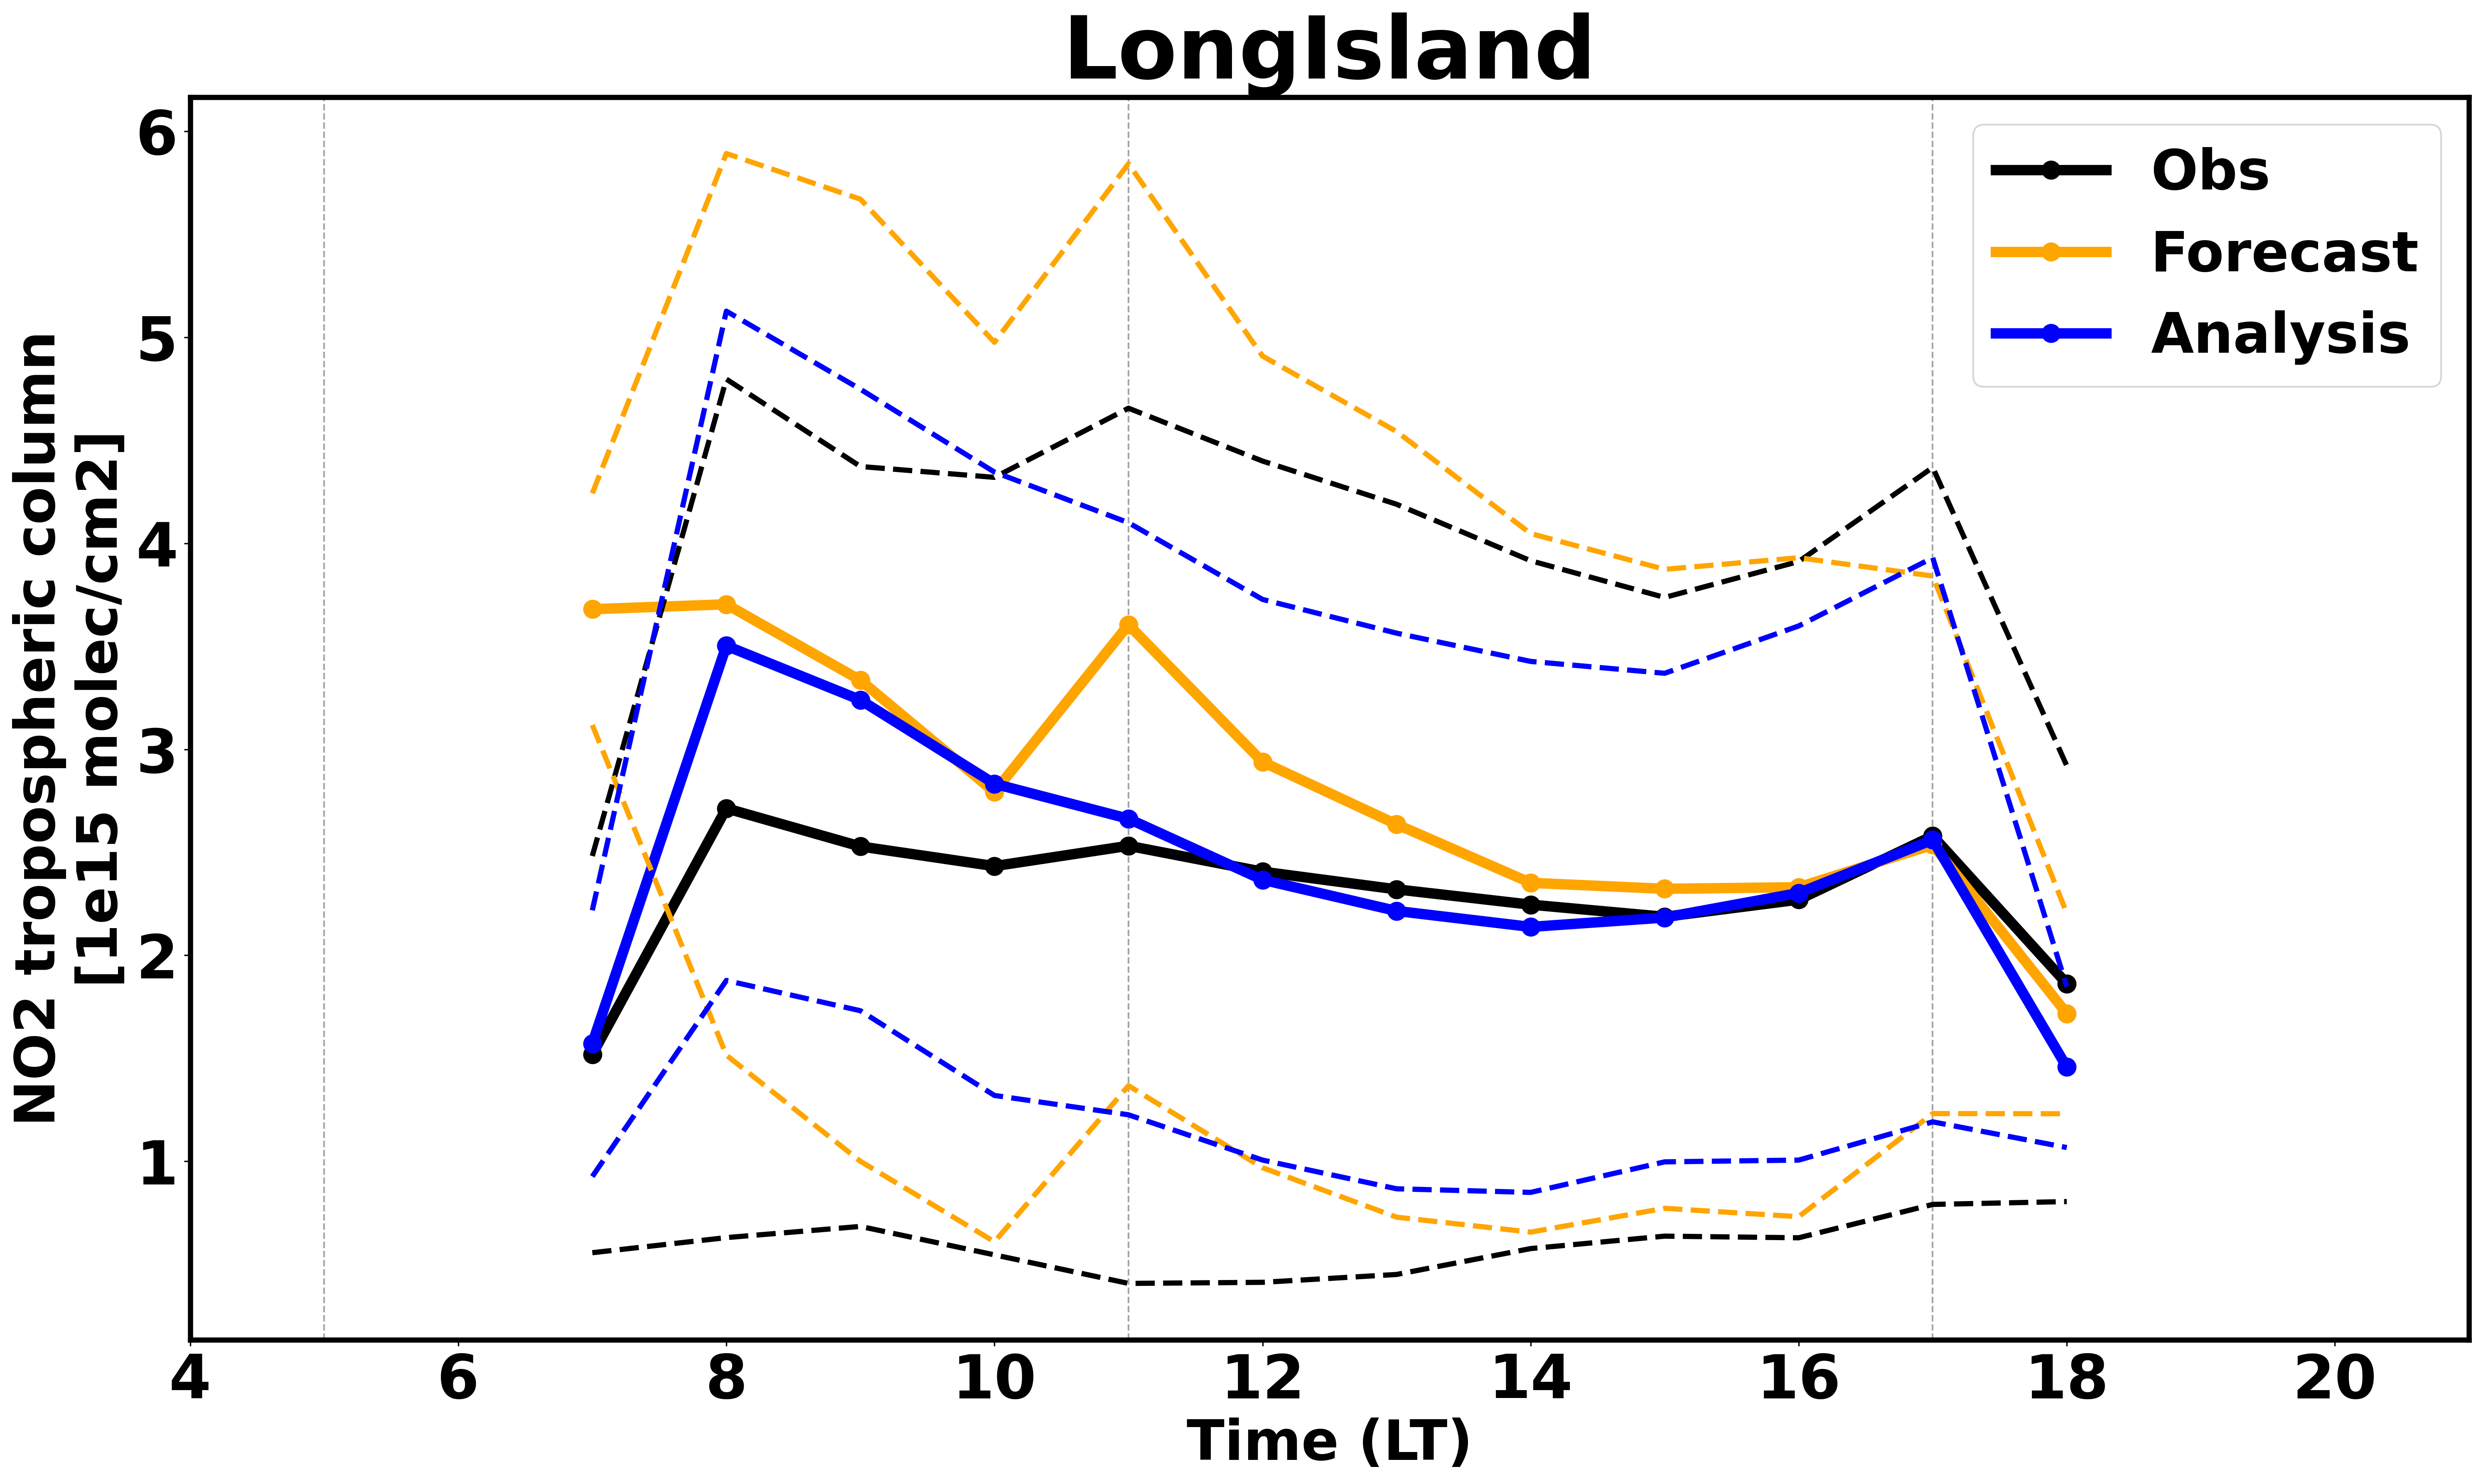 LongIsland
NO2 tropospheric column
[1e15 molec/cm2]
6
5
4
3
2
1
Obs
Forecast
Analysis
4 6 8 10 12 14 16 18 20
Time (LT)